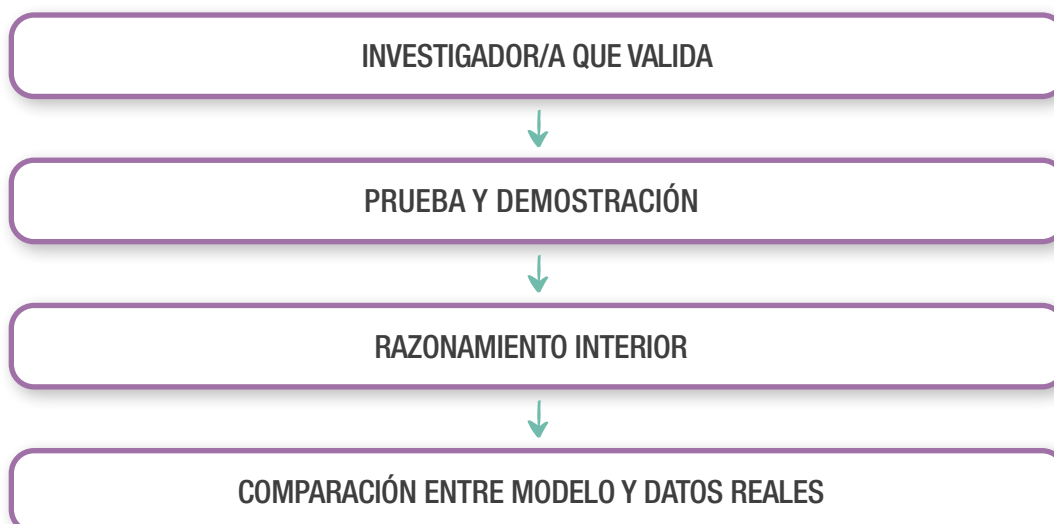 INVESTIGADOR/A QUE VALIDA
PRUEBA Y DEMOSTRACIÓN
RAZONAMIENTO INTERIOR
COMPARACIÓN ENTRE MODELO Y DATOS REALES